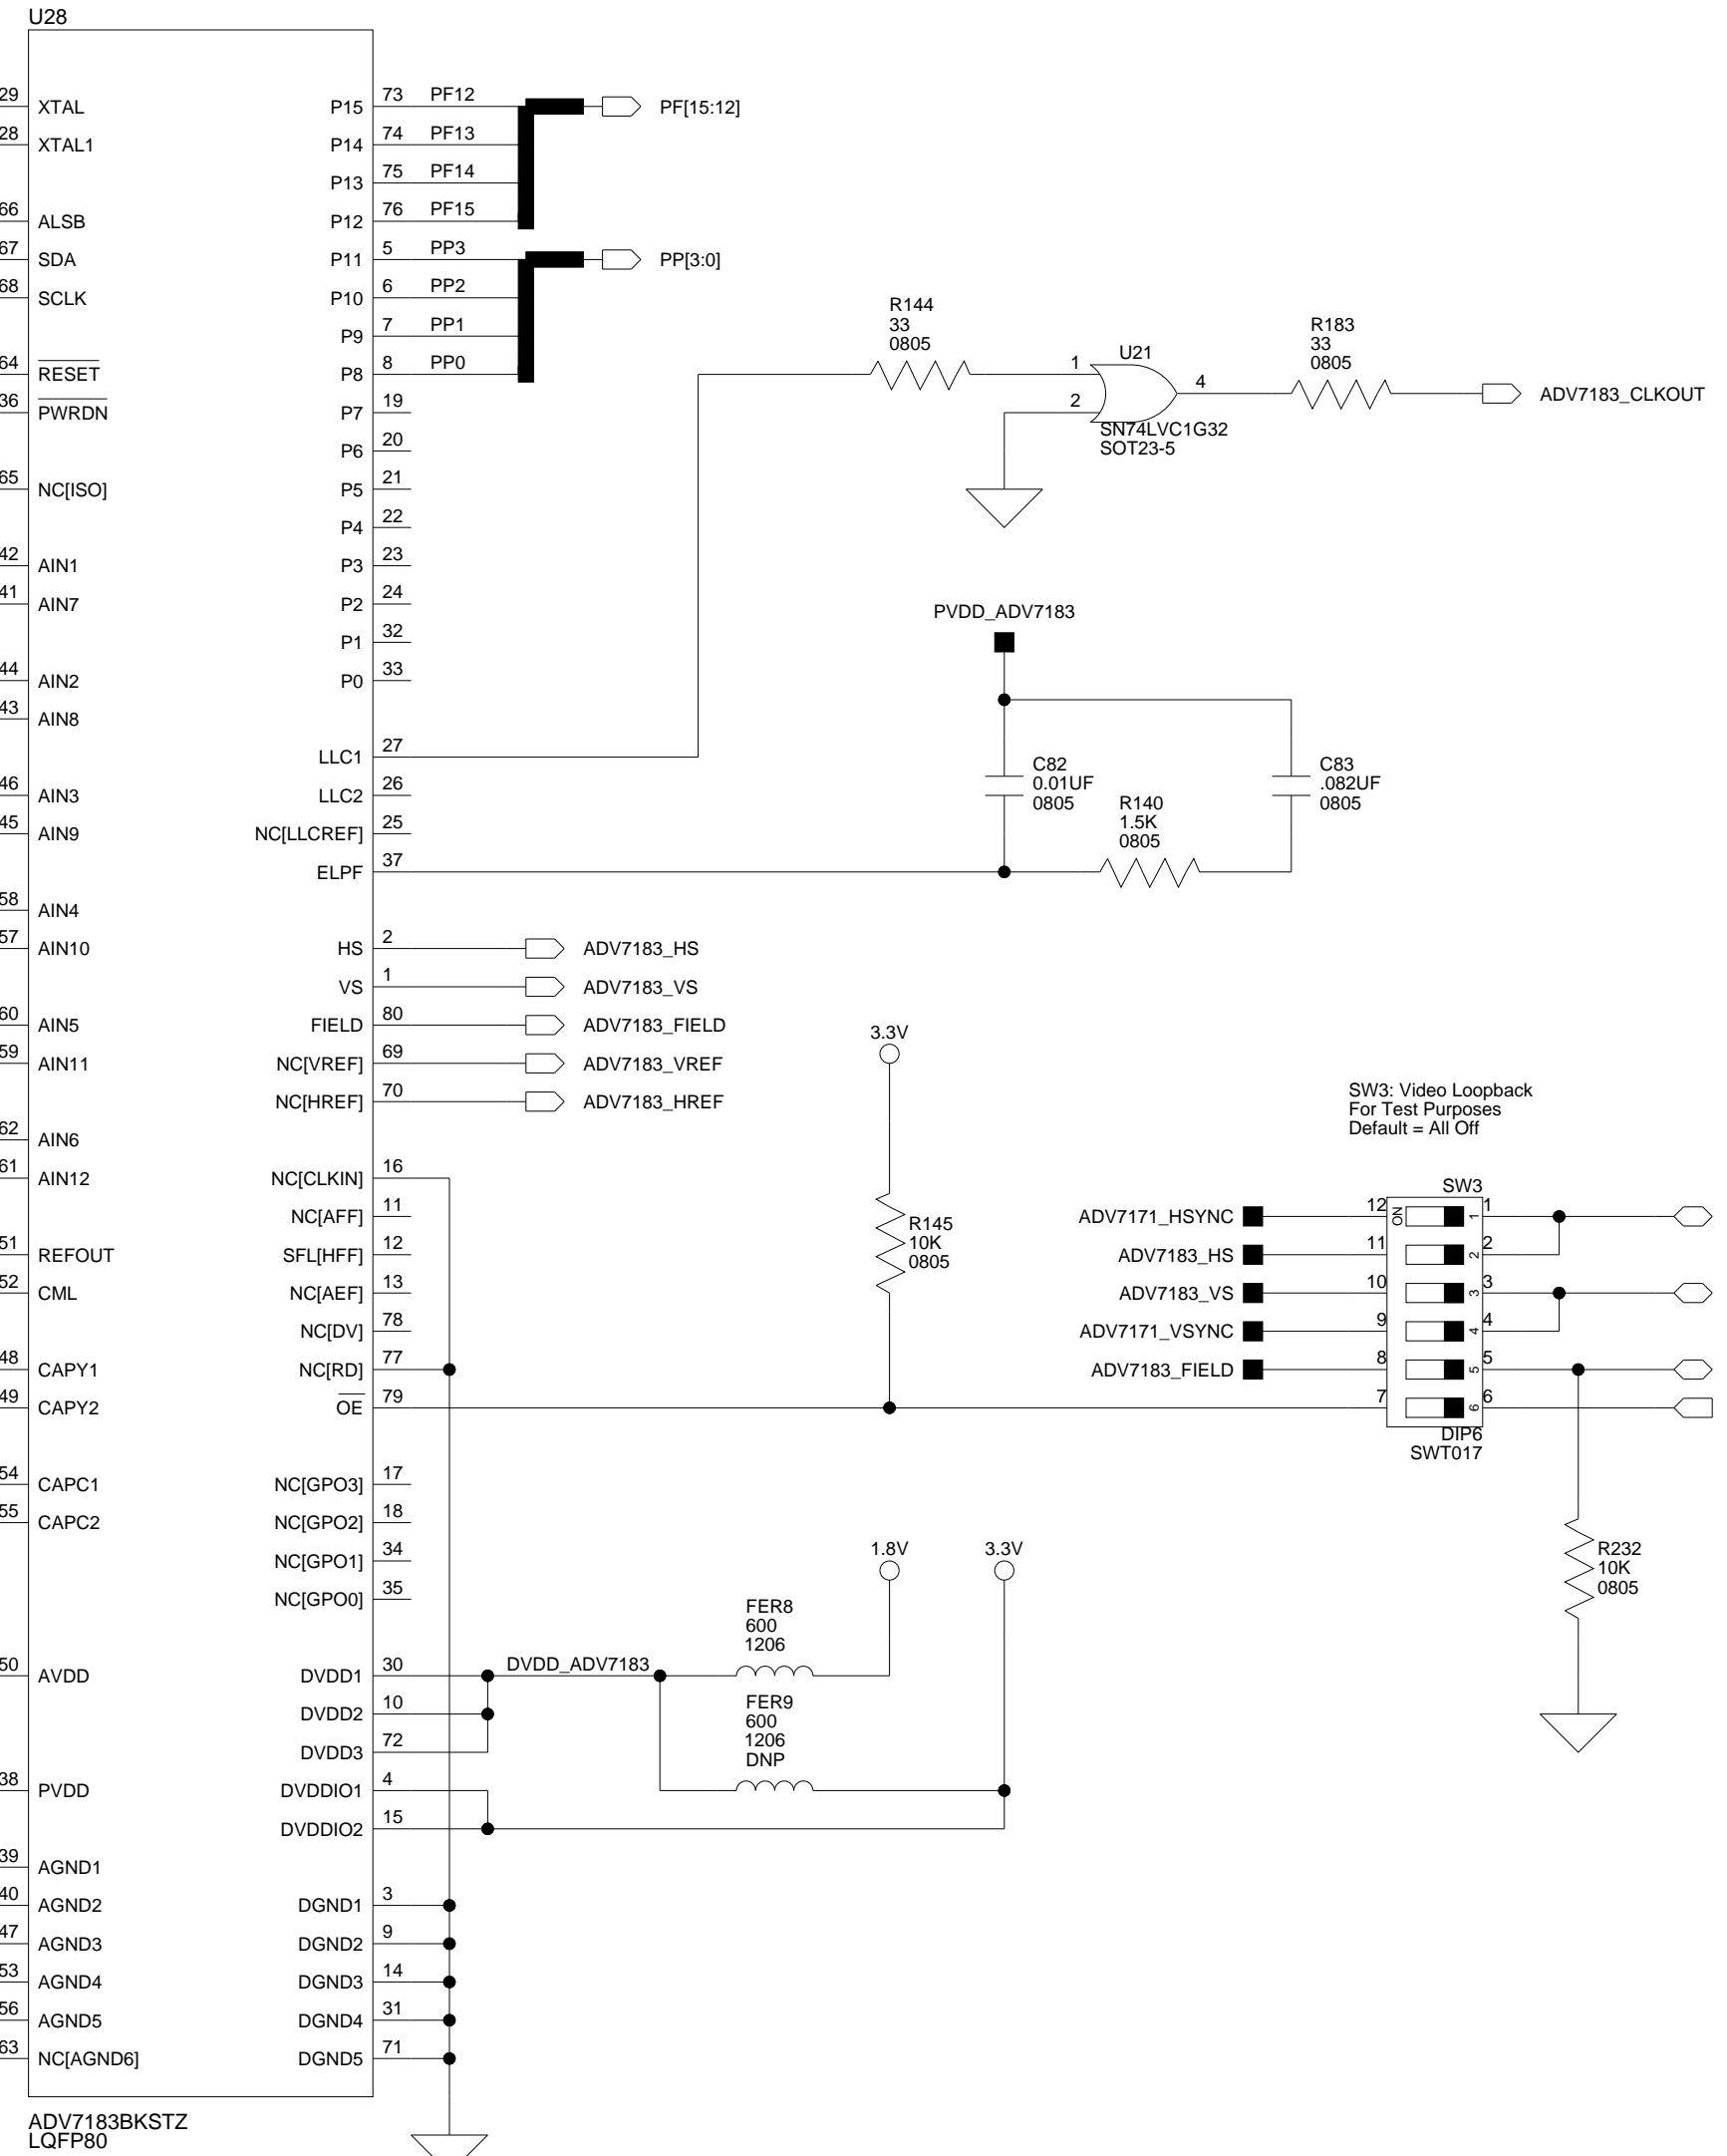 U28
29 XTAL P15 73 PF12 PF[15:12]
28 XTAL1 P14 74 PF13
P13 75 PF14
66 ALSB P12 76 PF15
67 SDA P11 5 PP3 PP[3:0]
68 SCLK P10 6 PP2
P9 7 PP1
64 RESET P8 8 PP0
36 PWRDN P7 19
P6 20
65 NC[ISO] P5 21
P4 22
42 AIN1 P3 23
41 AIN7 P2 24
P1 32
44 AIN2 P0 33
43 AIN8
LLC1 27
46 AIN3 LLC2 26
45 AIN9 NC[LLCREF] 25
ELPF 37
58 AIN4
57 AIN10 HS 2 ADV7183_HS
VS 1 ADV7183_VS
60 AIN5 FIELD 80 ADV7183_FIELD
59 AIN11 NC[VREF] 69 ADV7183_VREF
NC[HREF] 70 ADV7183_HREF
62 AIN6
61 AIN12 NC[CLKIN] 16
NC[AFF] 11
51 REFOUT SFL[HFF] 12
52 CML NC[AEF] 13
NC[DV] 78
48 CAPY1 NC[RD] 77
49 CAPY2 OE 79
54 CAPC1 NC[GPO3] 17
55 CAPC2 NC[GPO2] 18
NC[GPO1] 34
NC[GPO0] 35
50 AVDD DVDD1 30 DVDD_ADV7183
DVDD2 10
DVDD3 72
38 PVDD DVDDIO1 4
DVDDIO2 15
39 AGND1
40 AGND2 DGND1 3
47 AGND3 DGND2 9
53 AGND4 DGND3 14
56 AGND5 DGND4 31
63 NC[AGND6] DGND5 71
ADV7183BKSTZ
LQFP80
R144
33
0805
1
2
U21
4
SN74LVC1G32
SOT23-5
R183
33
0805
ADV7183_CLKOUT
PVDD_ADV7183
C82
0.01UF
0805
R140
1.5K
0805
C83
.082UF
0805
3.3V
R145
10K
0805
SW3: Video Loopback
For Test Purposes
Default = All Off
SW3
ON
ADV7171_HSYNC 12 1 1
ADV7183_HS 11 2 2
ADV7183_VS 10 3 3
ADV7171_VSYNC 9 4 4
ADV7183_FIELD 8 5 5
7 6 6
DIP6
SWT017
R232
10K
0805
1.8V
3.3V
FER8
600
1206
FER9
600
1206
DNP